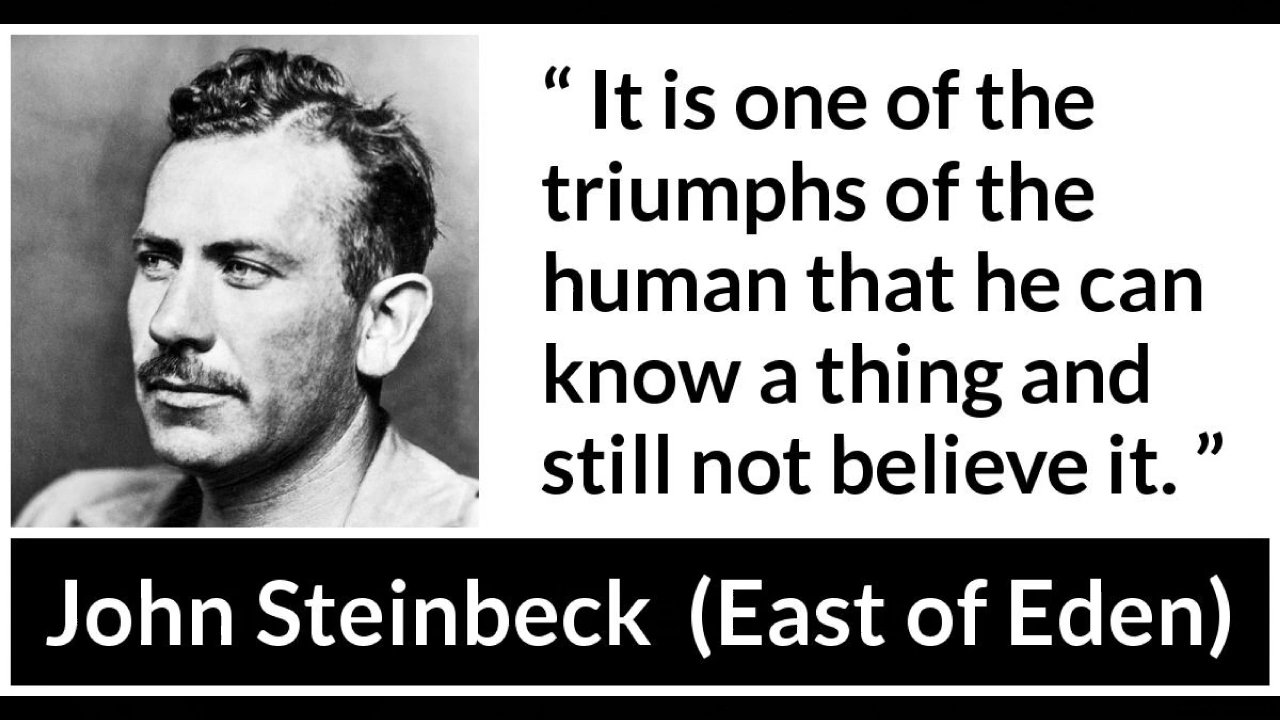 “ It is one of the
triumphs of the
human that he can
know a thing and
still not believe it. ”
John Steinbeck (East of Eden)